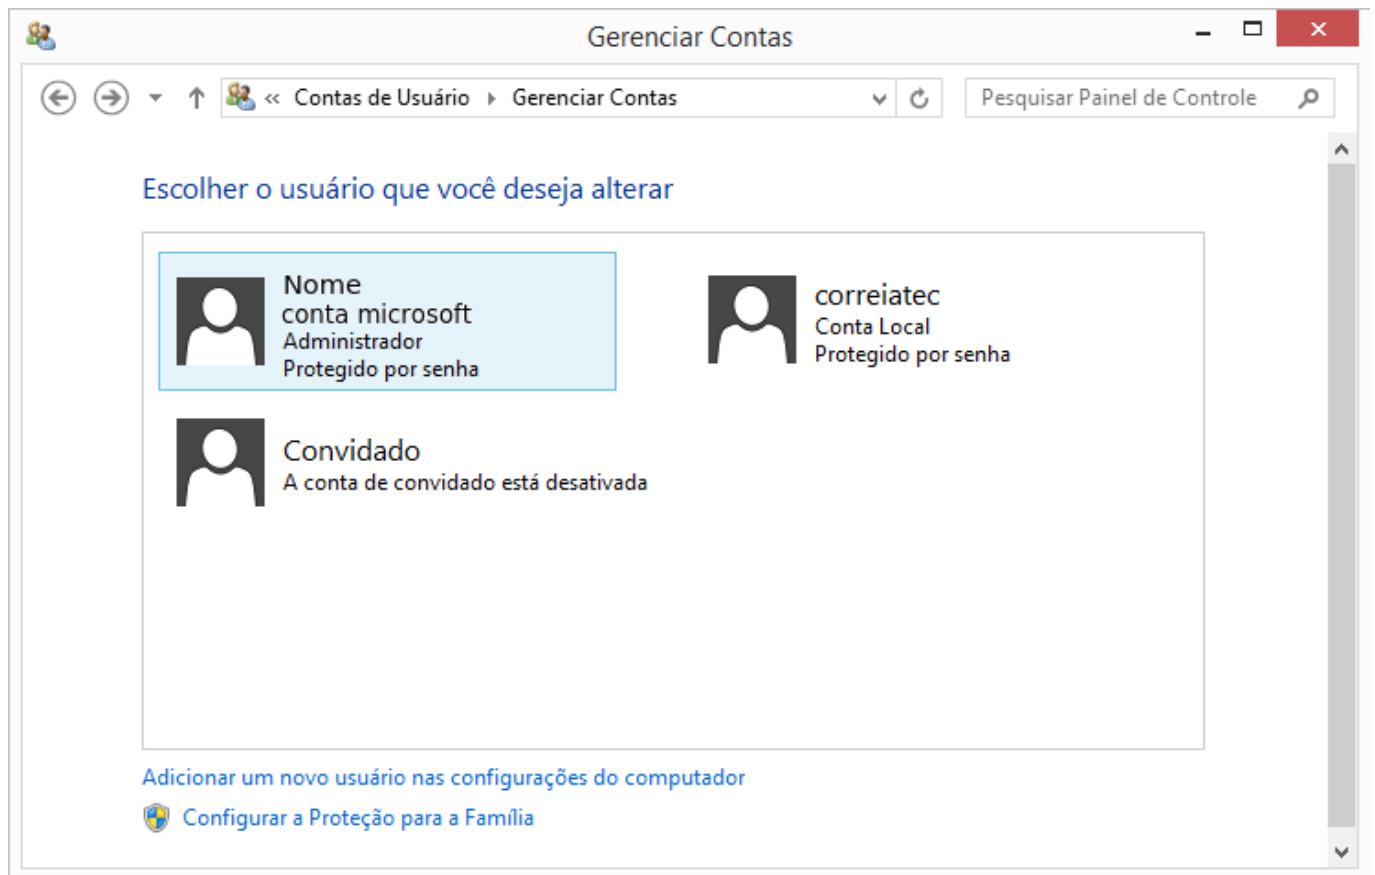 Gerenciar Contas
« Contas de Usuário Gerenciar Contas
Pesquisar Painel de Controle
Escolher o usuário que você deseja alterar
Nome
conta microsoft
Administrador
Protegido por senha
correiatec
Conta Local
Protegido por senha
Convidado
A conta de convidado está desativada
Adicionar um novo usuário nas configurações do computador
Configurar a Proteção para a Família